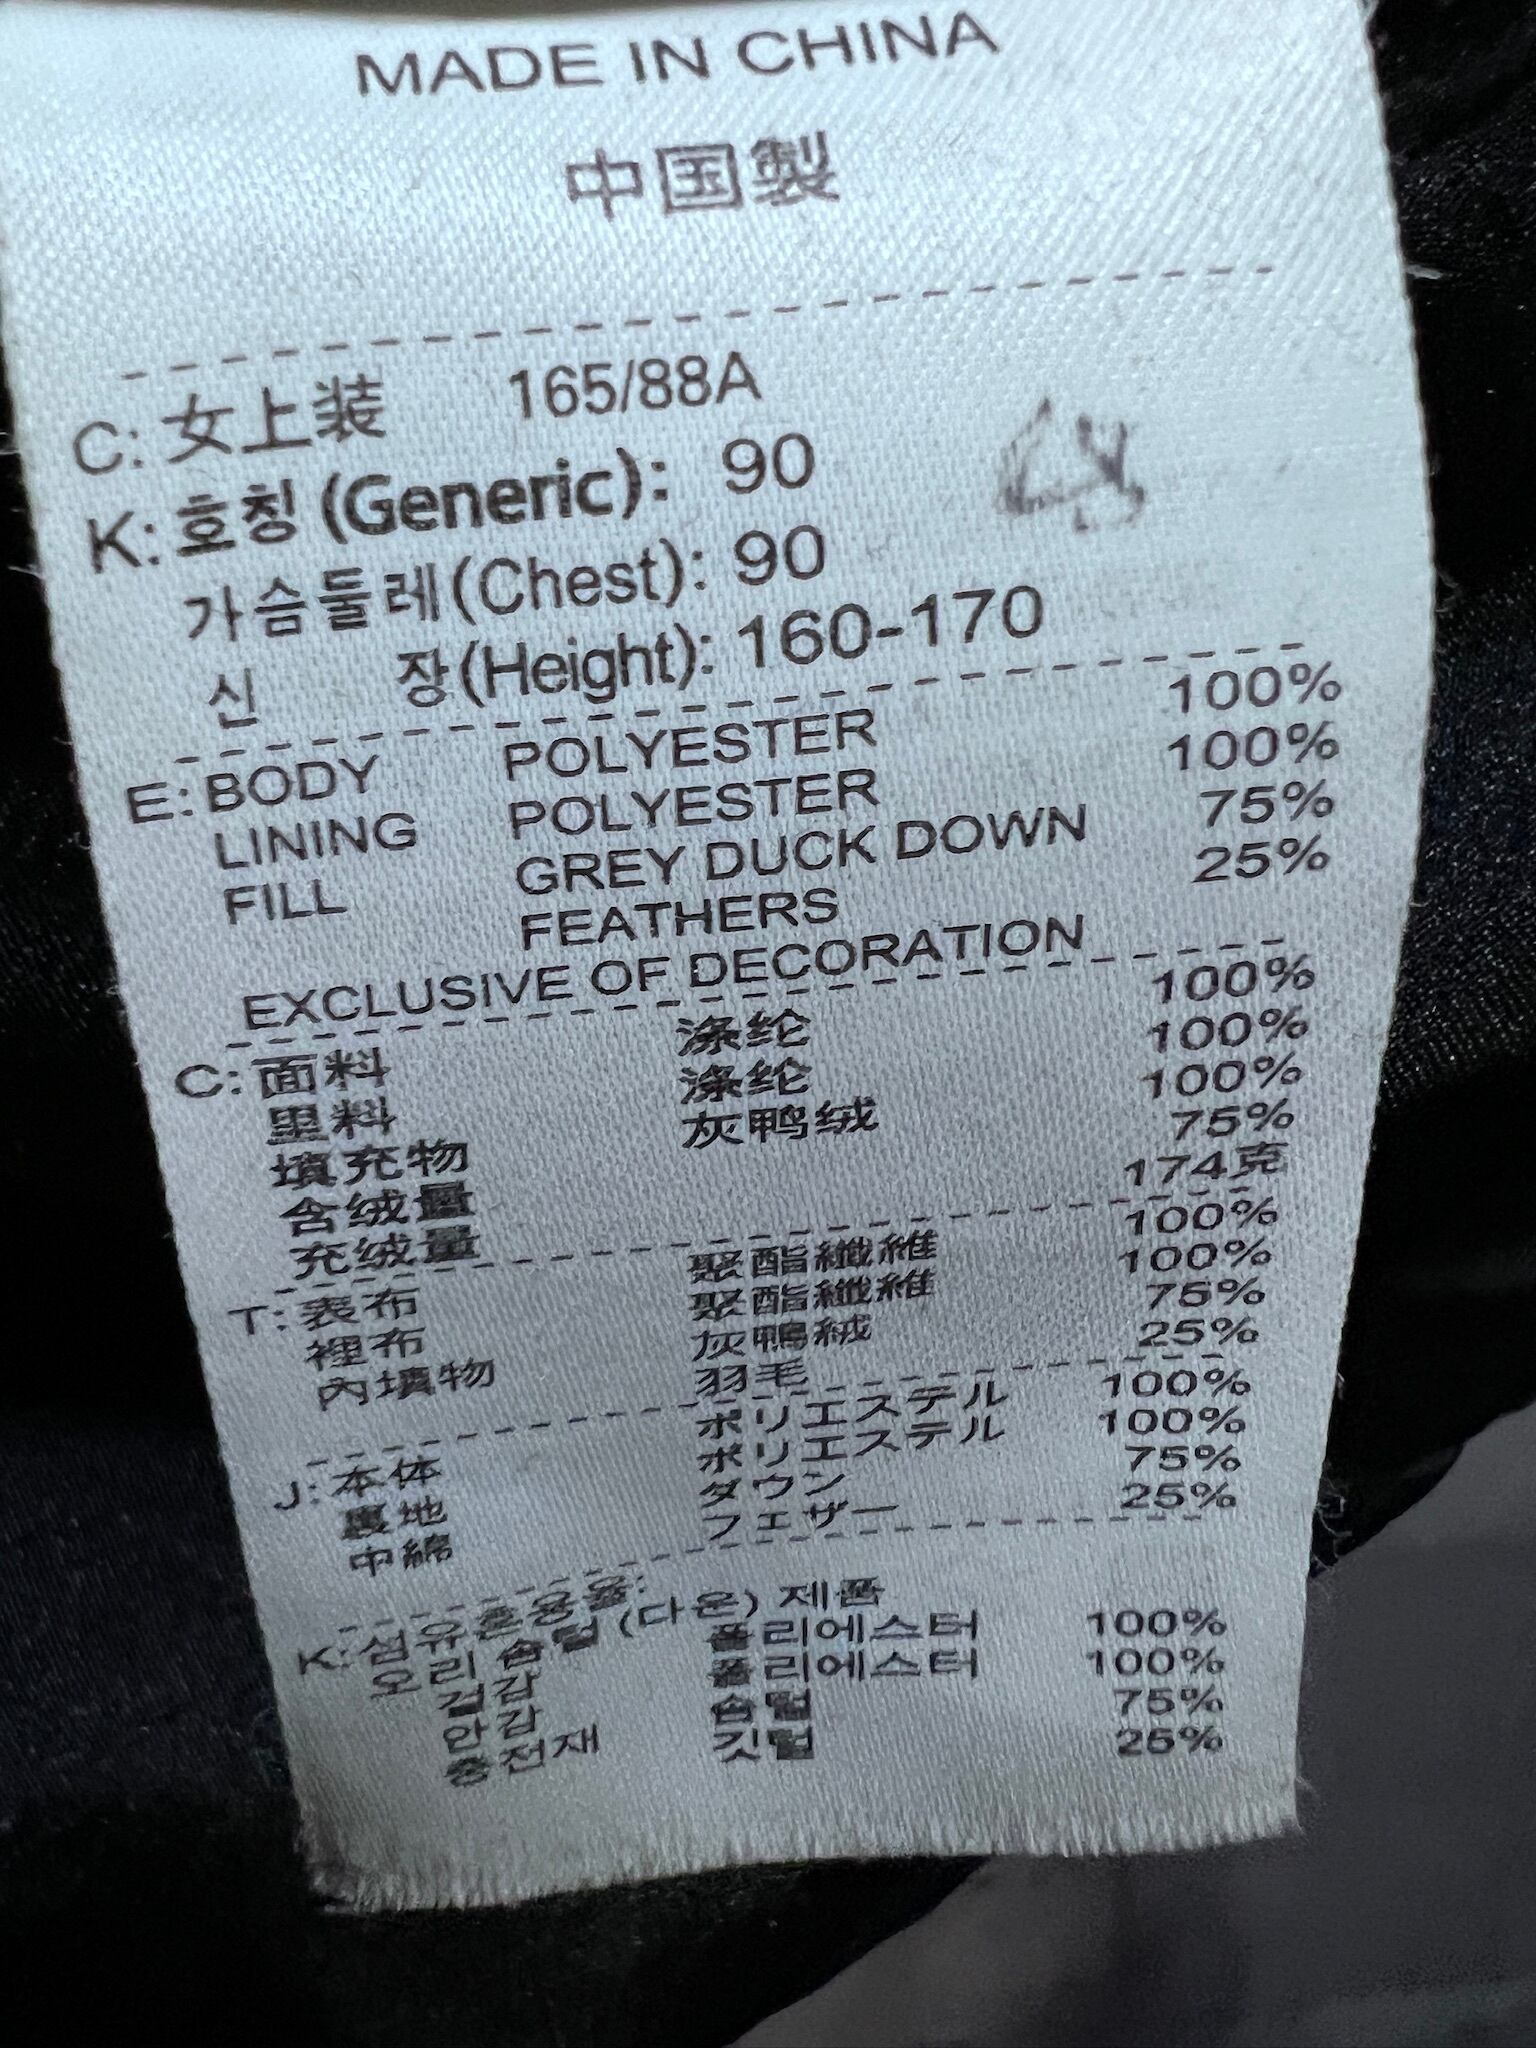 MADE IN CHINA
中国製
C: 女上装 165/88A
K: 호칭 (Generic): 90
가슴둘레(Chest): 90
신 장(Height): 160-170
E: BODY POLYESTER 100%
LINING POLYESTER 100%
FILL GREY DUCK DOWN 75%
FEATHERS 25%
EXCLUSIVE OF DECORATION
C: 面料 涤纶 100%
里料 涤纶 100%
填充物 灰鸭绒 100%
含绒量 75%
充绒量 174克
T: 表布 聚酯纖維 100%
裡布 聚酯纖維 100%
內填物 灰鴨絨 75%
羽毛 25%
J: 本体 ポリエステル 100%
裏地 ポリエステル 100%
中綿 ダウン 75%
フェザー 25%
K: 섬유혼용율:
오리 솜털 (다운) 제품
겉감 폴리에스터 100%
안감 폴리에스터 100%
충전재 솜털 75%
깃털 25%